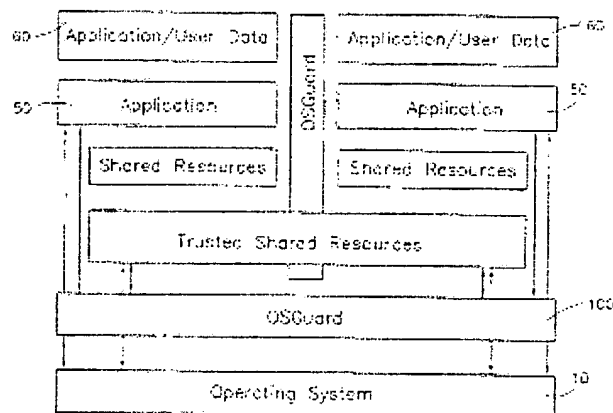 60
Application/User Data
Application/User Data
60
50
Application
OSGuard
Application
50
Shared Resources
Shared Resources
Trusted Shared Resources
OSGuard
100
Operating System
10